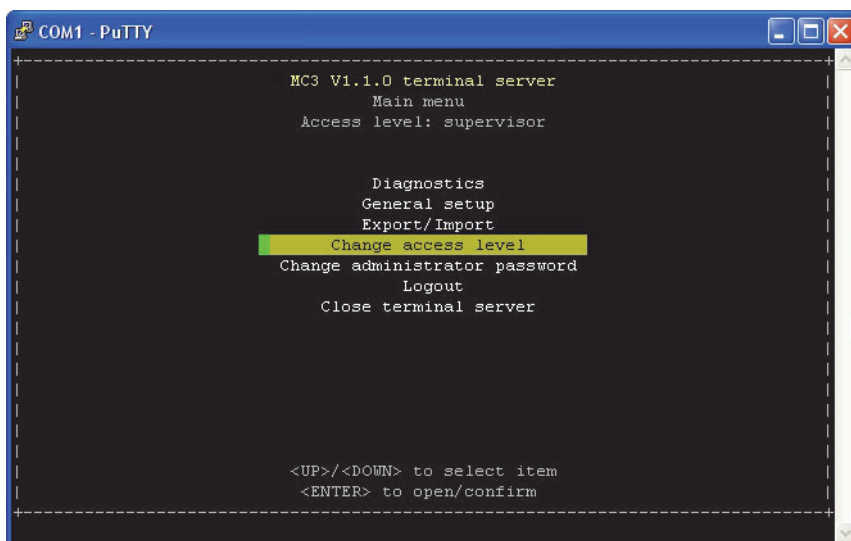 COM1 - PuTTY
MC3 V1.1.0 terminal server
Main menu
Access level: supervisor
Diagnostics
General setup
Export/Import
Change access level
Change administrator password
Logout
Close terminal server
<UP>/<DOWN> to select item
<ENTER> to open/confirm